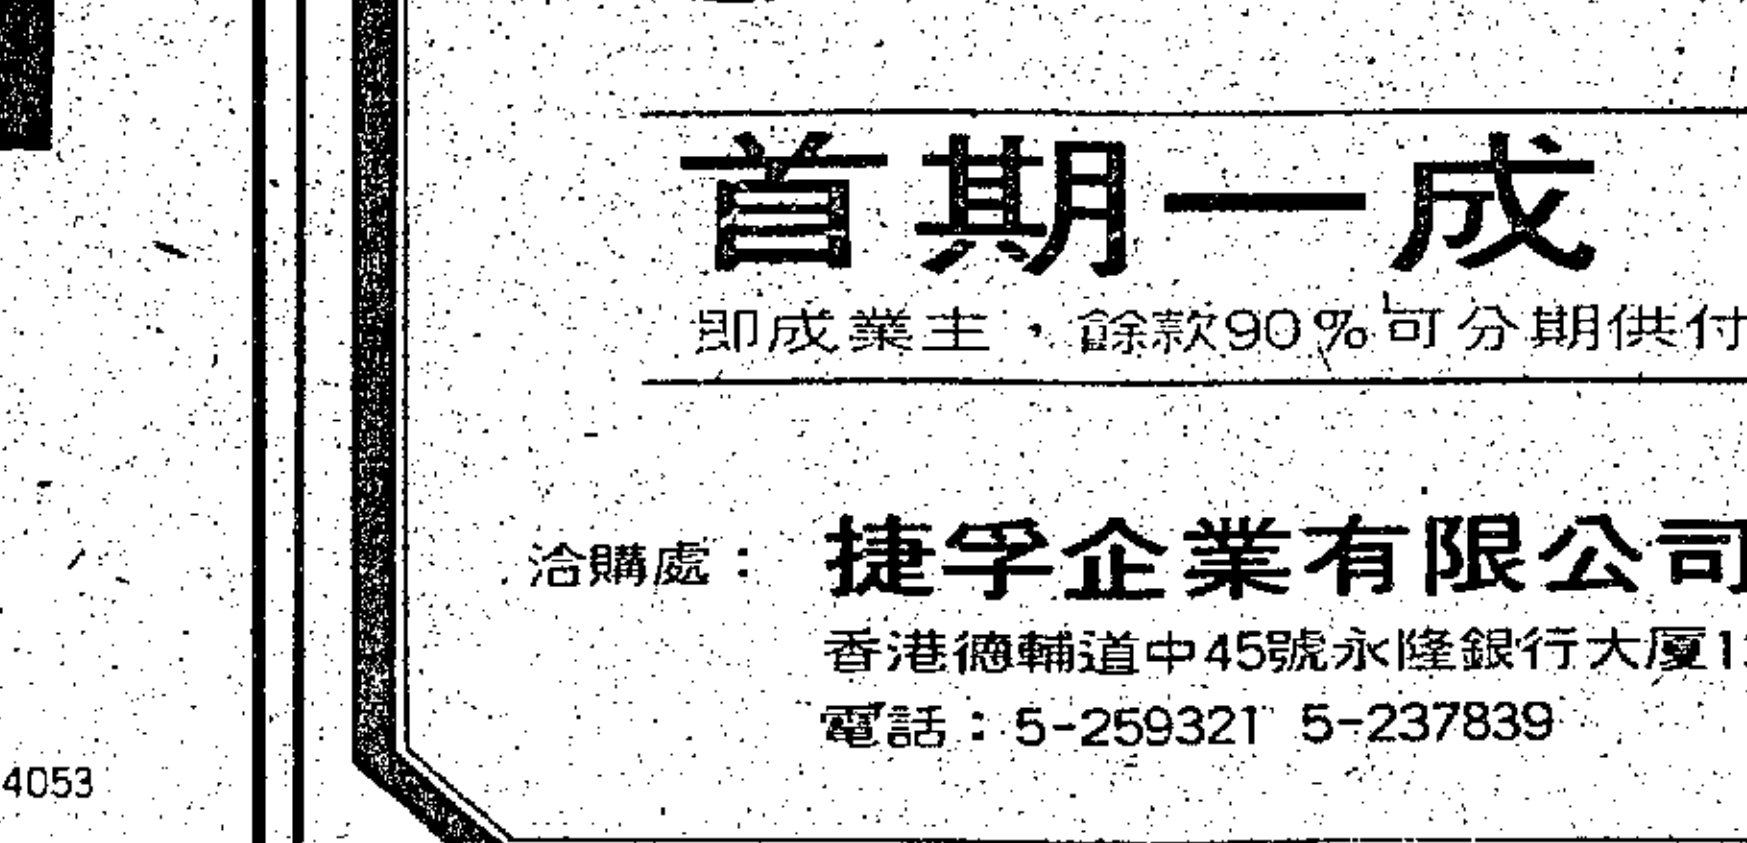 首期一成
即成業主，餘款90%可分期供付
洽購處：捷孚企業有限公司
香港德輔道中45號永隆銀行大厦1
電話：5-259321 5-237839
4053